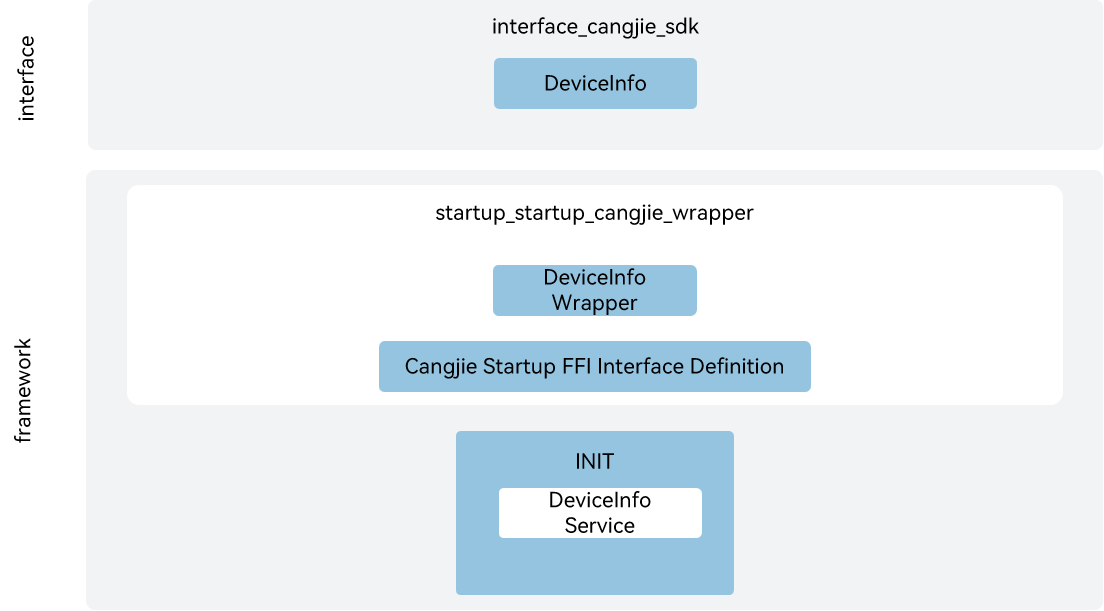 interface
interface_cangjie_sdk
DeviceInfo
framework
startup_startup_cangjie_wrapper
DeviceInfo
Wrapper
Cangjie Startup FFI Interface Definition
INIT
DeviceInfo
Service